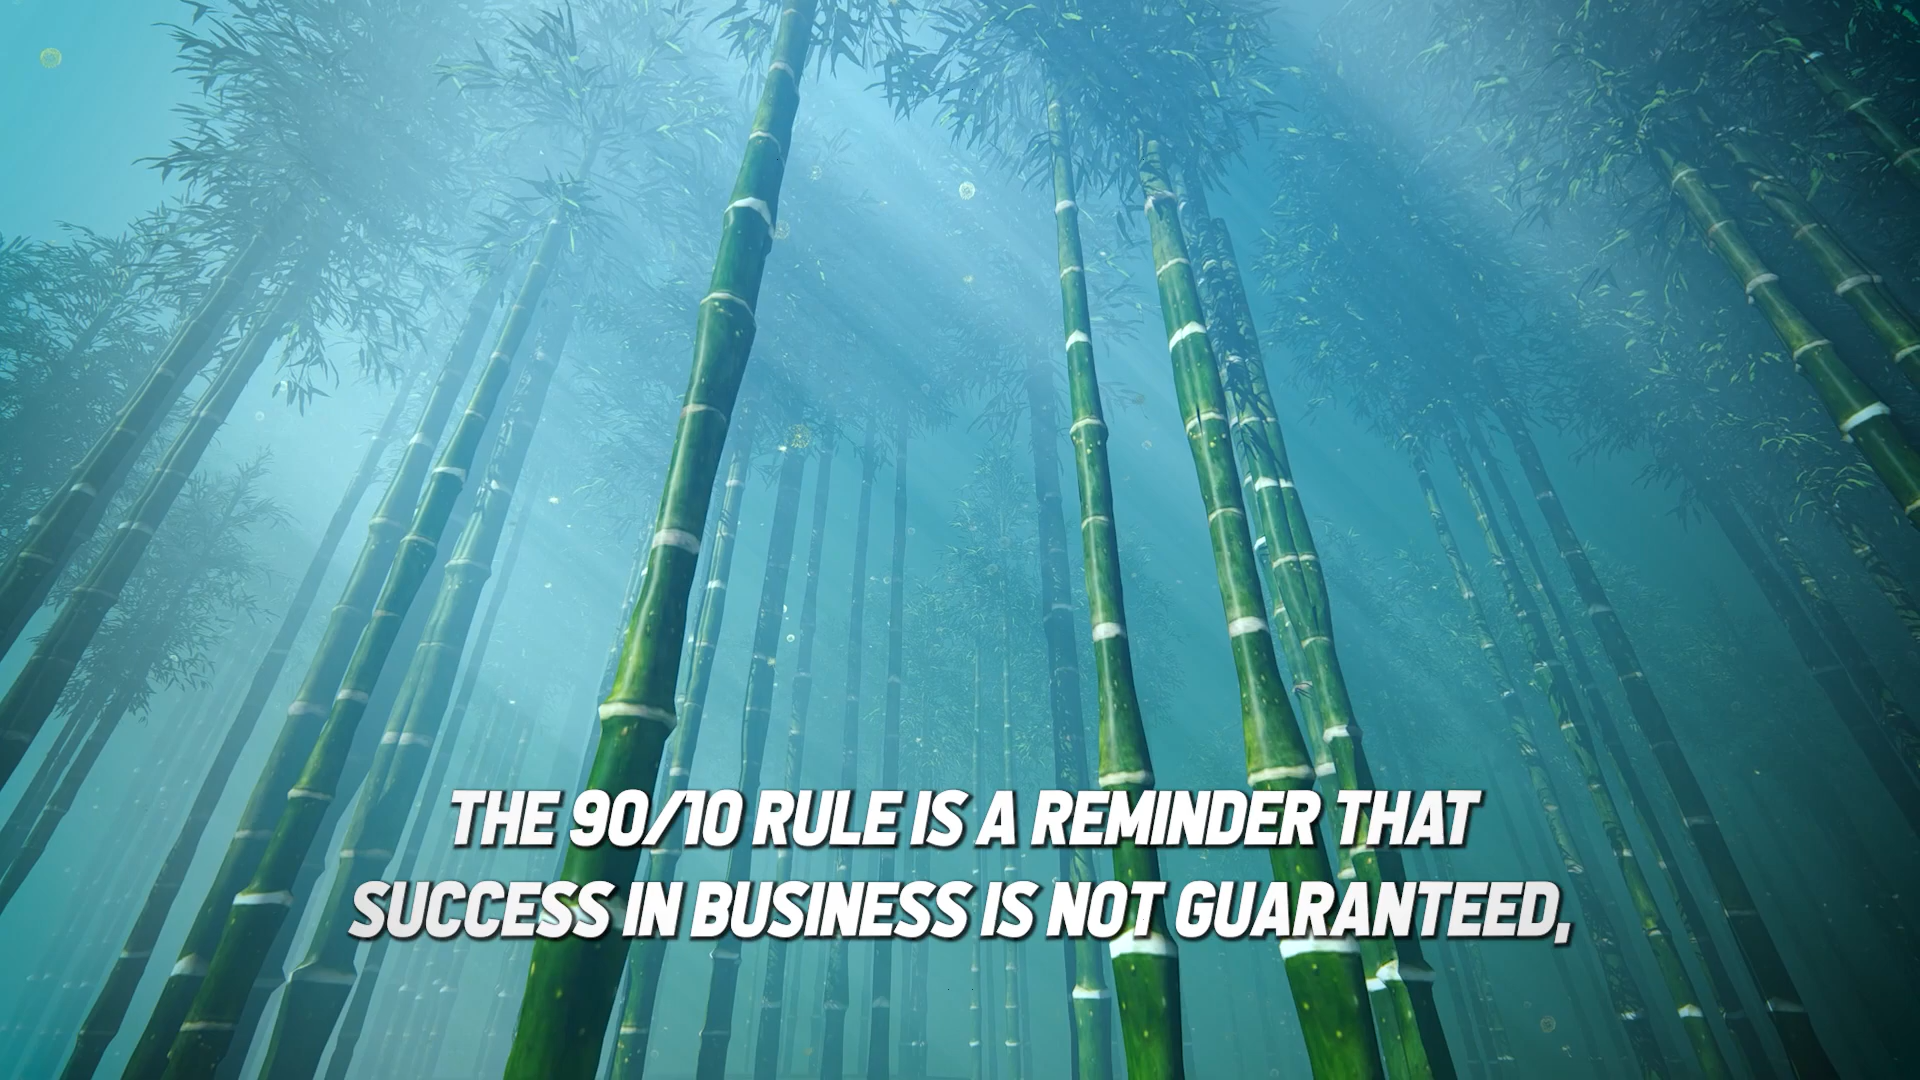 THE 90/10 RULE IS A REMINDER THAT
SUCCESS IN BUSINESS IS NOT GUARANTEED,